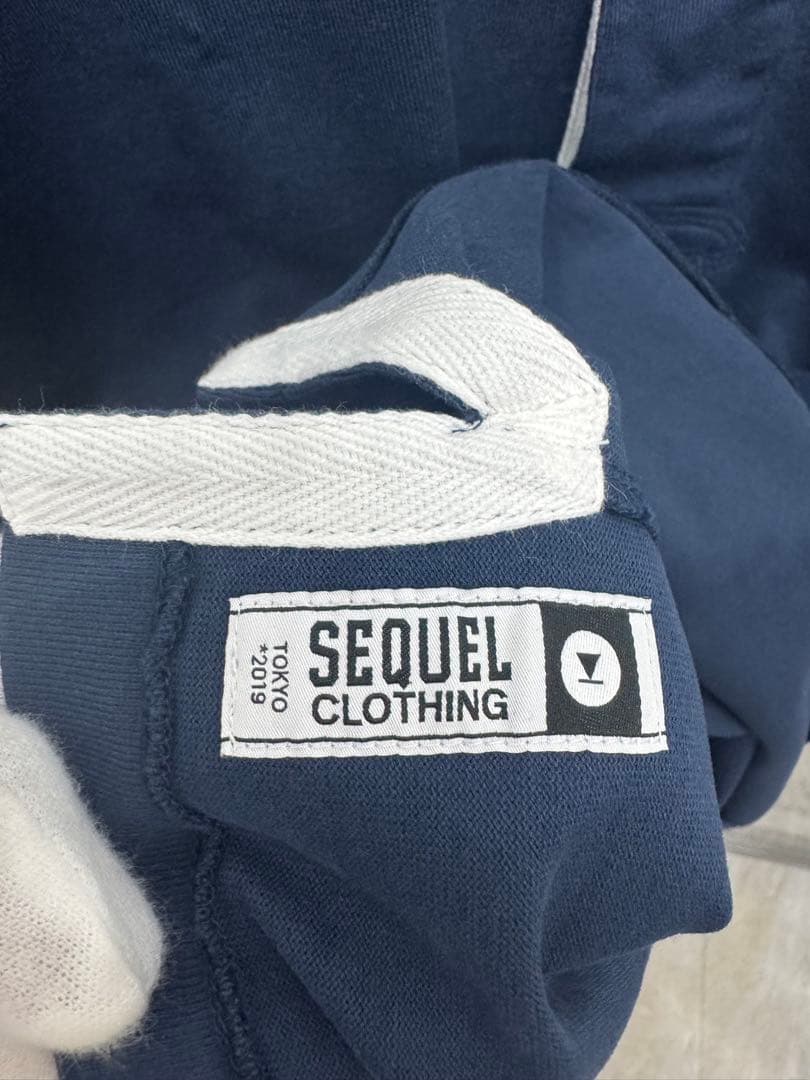 TOKYO
*2019
SEQUEL
CLOTHING